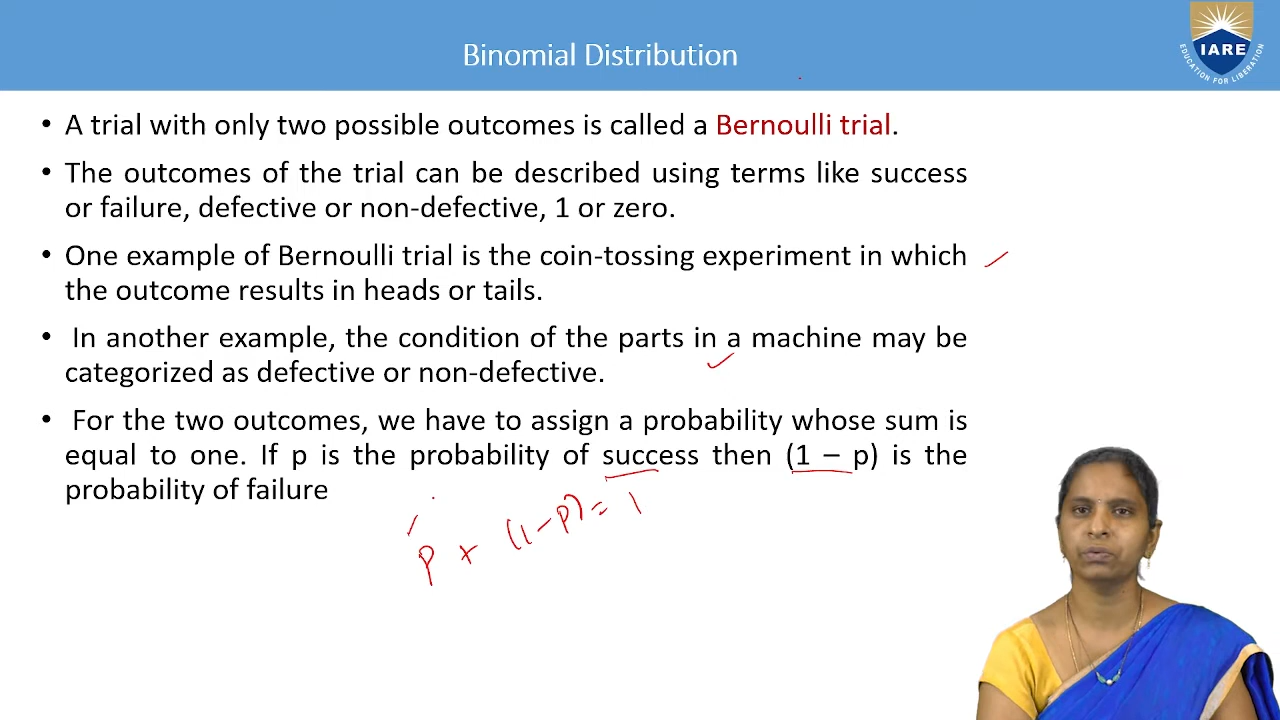 Binomial Distribution
IARE
EDUCATION FOR LIBERATION
• A trial with only two possible outcomes is called a Bernoulli trial.
• The outcomes of the trial can be described using terms like success
or failure, defective or non-defective, 1 or zero.
• One example of Bernoulli trial is the coin-tossing experiment in which
the outcome results in heads or tails.
• In another example, the condition of the parts in a machine may be
categorized as defective or non-defective.
• For the two outcomes, we have to assign a probability whose sum is
equal to one. If p is the probability of success then (1 – p) is the
probability of failure
p + (1-p) = 1